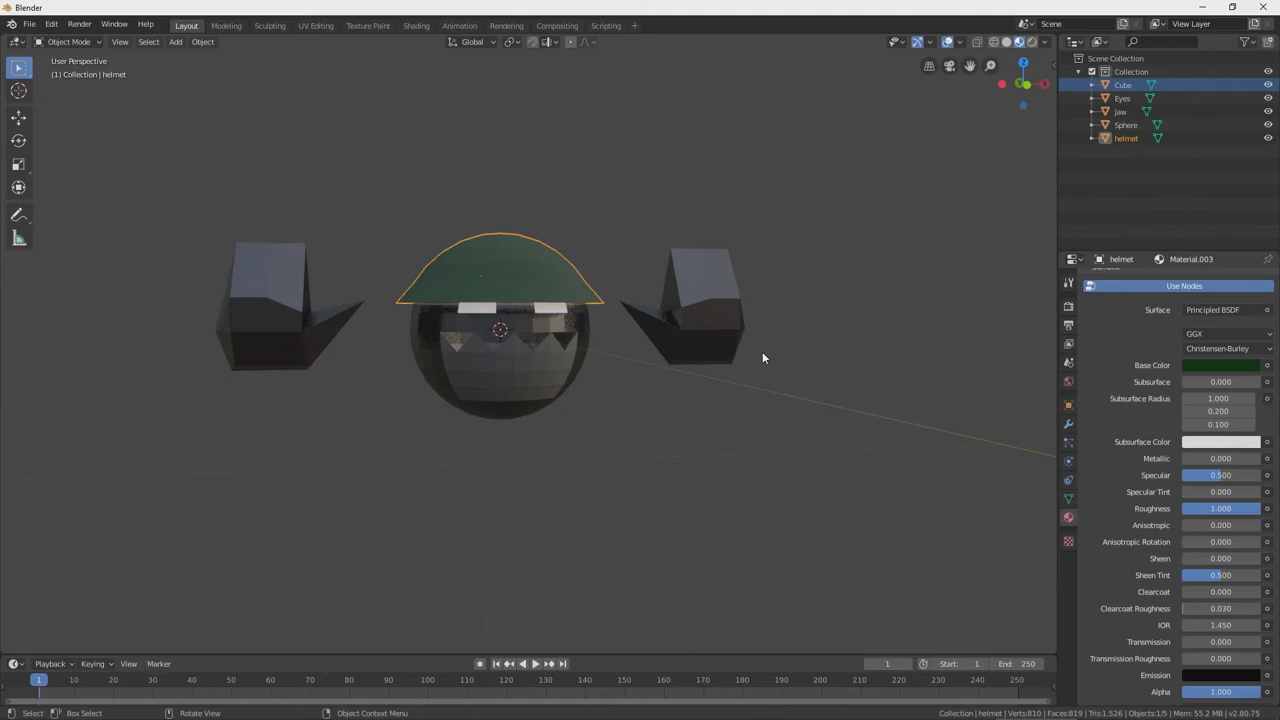 Blender
File Edit Render Window Help Layout Modeling Sculpting UV Editing Texture Paint Shading Animation Rendering Compositing Scripting + Scene View Layer
Object Mode View Select Add Object Global
User Perspective
(1) Collection | helmet
Z
X
Y
Scene Collection
Collection
Cube
Eyes
Jaw
Sphere
helmet
helmet Material.003
Surface
Use Nodes
Surface Principled BSDF
GGX
Christensen-Burley
Base Color
Subsurface 0.000
Subsurface Radius 1.000
0.200
0.100
Subsurface Color
Metallic 0.000
Specular 0.500
Specular Tint 0.000
Roughness 1.000
Anisotropic 0.000
Anisotropic Rotation 0.000
Sheen 0.000
Sheen Tint 0.500
Clearcoat 0.000
Clearcoat Roughness 0.030
IOR 1.450
Transmission 0.000
Transmission Roughness 0.000
Emission
Alpha 1.000
Playback Keying View Marker 1 Start: 1 End: 250
1 10 20 30 40 50 60 70 80 90 100 110 120 130 140 150 160 170 180 190 200 210 220 230 240 250
Select Box Select Rotate View Object Context Menu Collection | helmet | Verts:810 | Faces:819 | Tris:1,526 | Objects:1/5 | Mem: 55.2 MB | v2.80.75